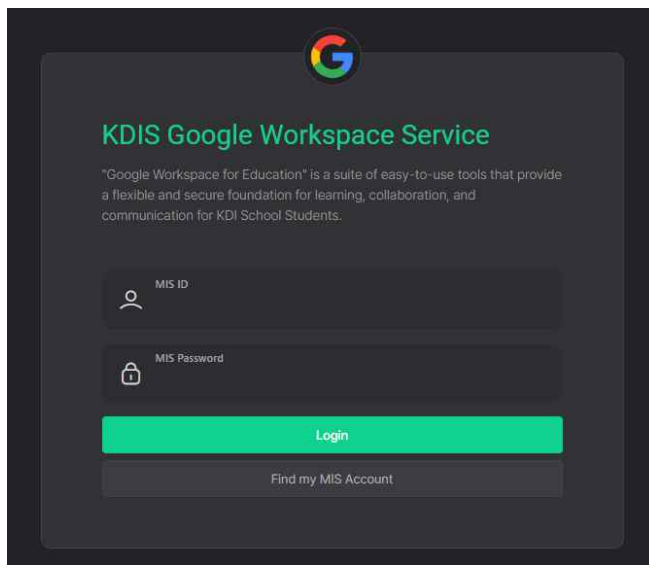 KDIS Google Workspace Service
"Google Workspace for Education" is a suite of easy-to-use tools that provide
a flexible and secure foundation for learning, collaboration, and
communication for KDI School Students.
MIS ID
MIS Password
Login
Find my MIS Account